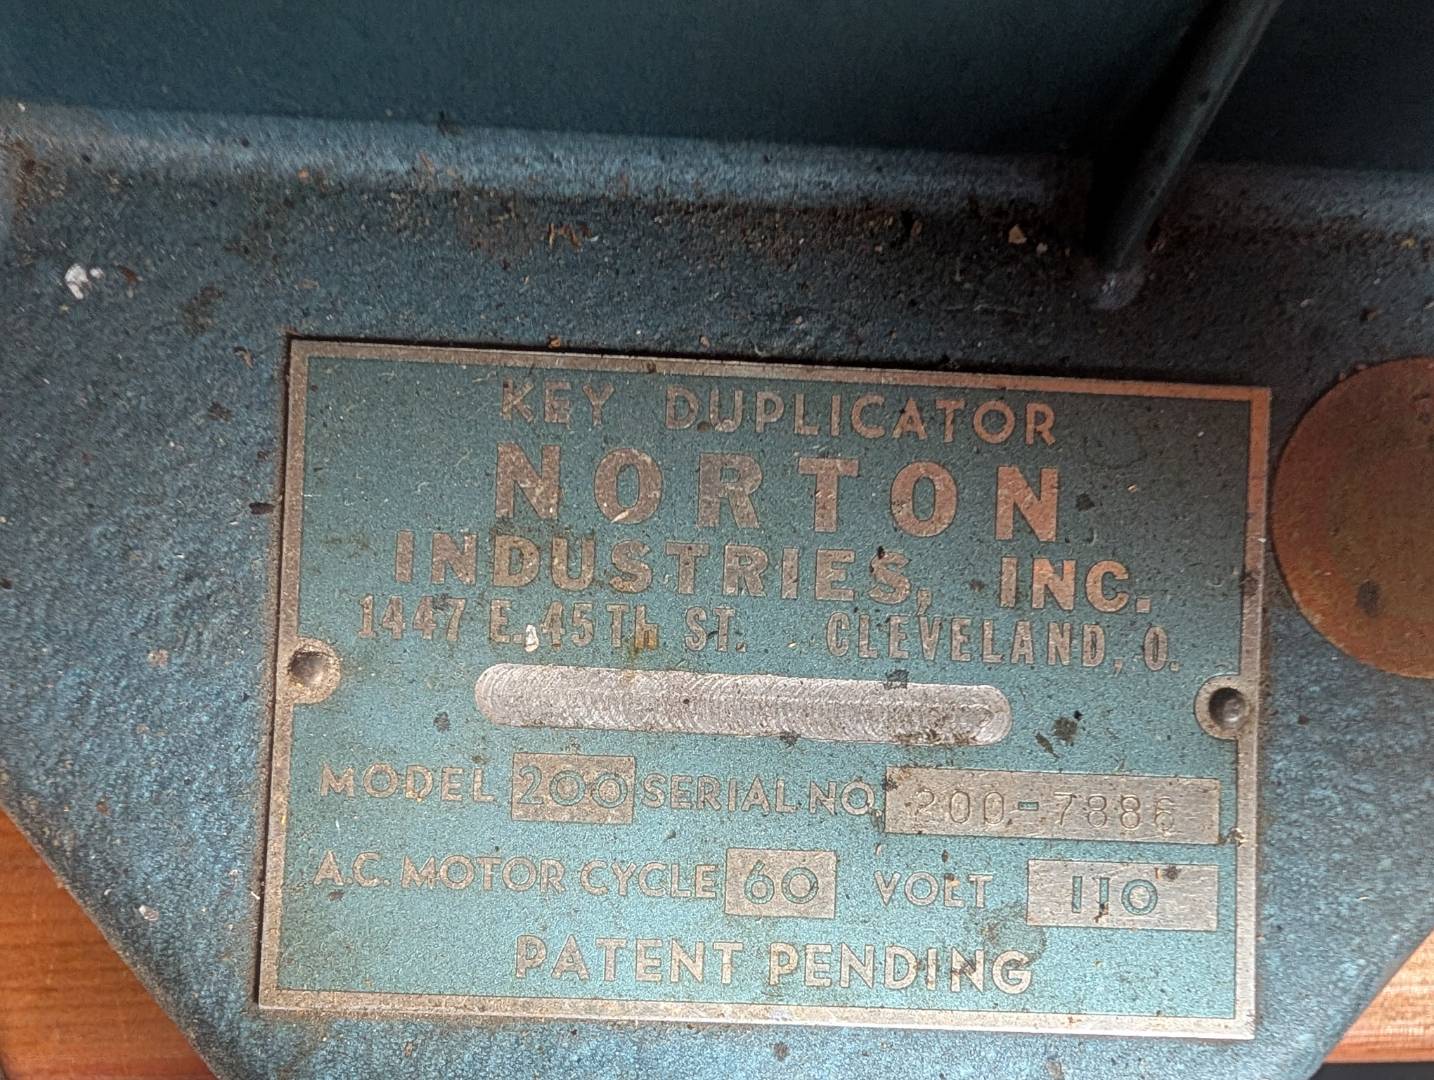 KEY DUPLICATOR
NORTON
INDUSTRIES, INC.
1447 E. 45Th ST. CLEVELAND, O.
MODEL 200 SERIAL NO. 200-7886
A.C. MOTOR CYCLE 60 VOLT 110
PATENT PENDING